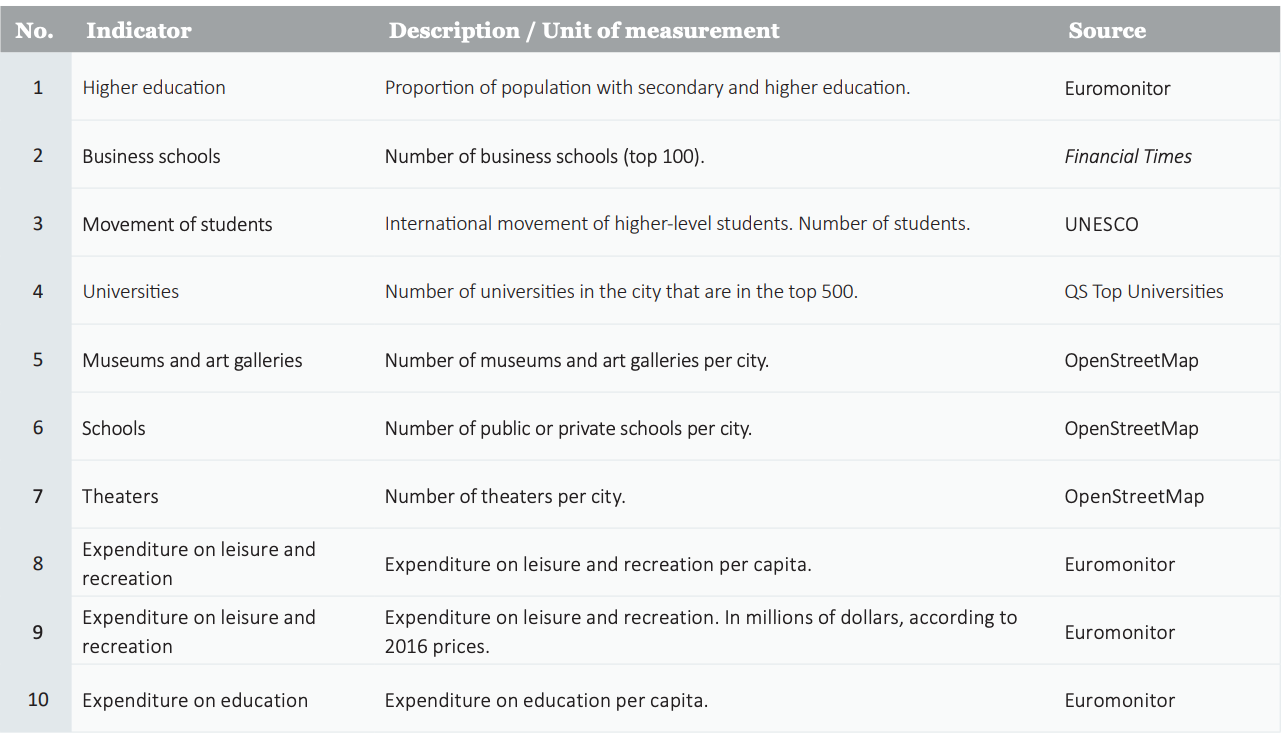 No. Indicator Description / Unit of measurement Source
1 Higher education Proportion of population with secondary and higher education. Euromonitor
2 Business schools Number of business schools (top 100). Financial Times
3 Movement of students International movement of higher-level students. Number of students. UNESCO
4 Universities Number of universities in the city that are in the top 500. QS Top Universities
5 Museums and art galleries Number of museums and art galleries per city. OpenStreetMap
6 Schools Number of public or private schools per city. OpenStreetMap
7 Theaters Number of theaters per city. OpenStreetMap
8 Expenditure on leisure and
recreation Expenditure on leisure and recreation per capita. Euromonitor
9 Expenditure on leisure and
recreation Expenditure on leisure and recreation. In millions of dollars, according to
2016 prices. Euromonitor
10 Expenditure on education Expenditure on education per capita. Euromonitor